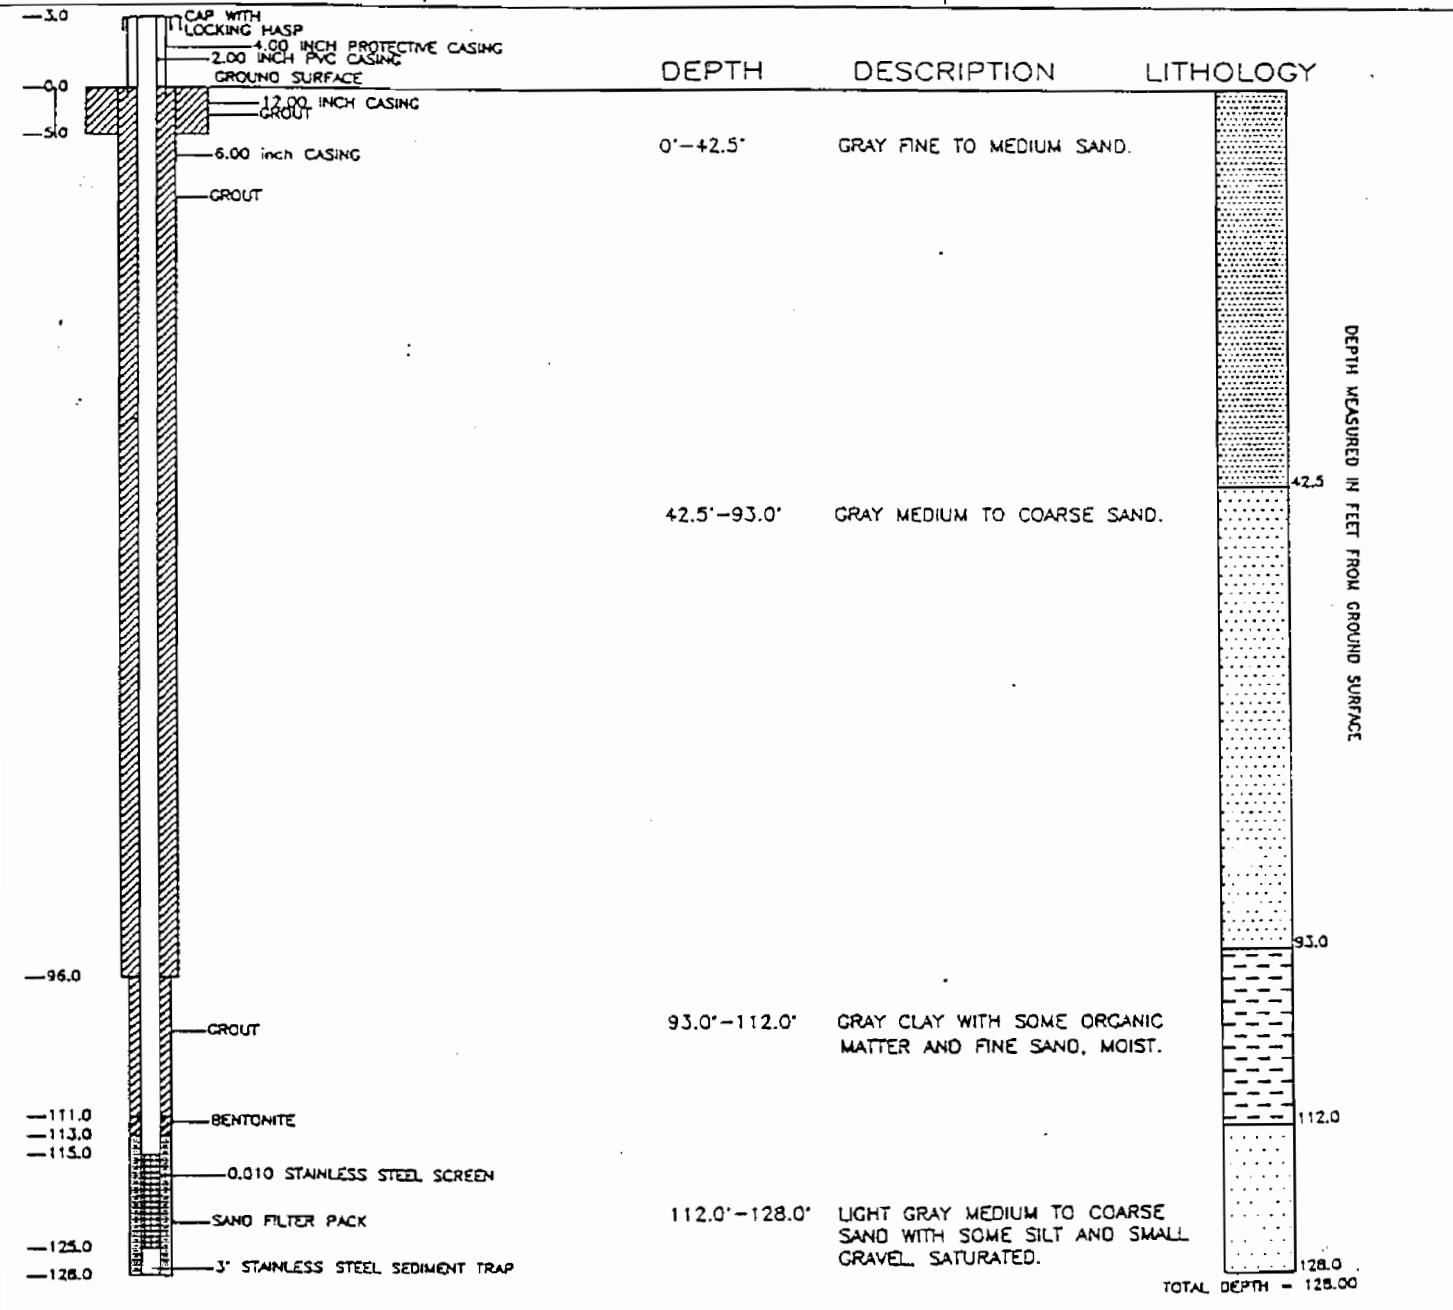 —3.0
CAP WITH
LOCKING HASP
4.00 INCH PROTECTIVE CASING
2.00 INCH PVC CASING
GROUND SURFACE
—0.0
12.00 INCH CASING
GROUT
—5.0
6.00 inch CASING
GROUT
—96.0
GROUT
—111.0
BENTONITE
—113.0
—115.0
0.010 STAINLESS STEEL SCREEN
SAND FILTER PACK
—125.0
—128.0
3' STAINLESS STEEL SEDIMENT TRAP
DEPTH DESCRIPTION LITHOLOGY
0'—42.5' GRAY FINE TO MEDIUM SAND.
42.5
42.5'—93.0' GRAY MEDIUM TO COARSE SAND.
93.0
93.0'—112.0' GRAY CLAY WITH SOME ORGANIC
MATTER AND FINE SAND, MOIST.
112.0
112.0'—128.0' LIGHT GRAY MEDIUM TO COARSE
SAND WITH SOME SILT AND SMALL
GRAVEL, SATURATED.
128.0
TOTAL DEPTH = 128.00
DEPTH MEASURED IN FEET FROM GROUND SURFACE